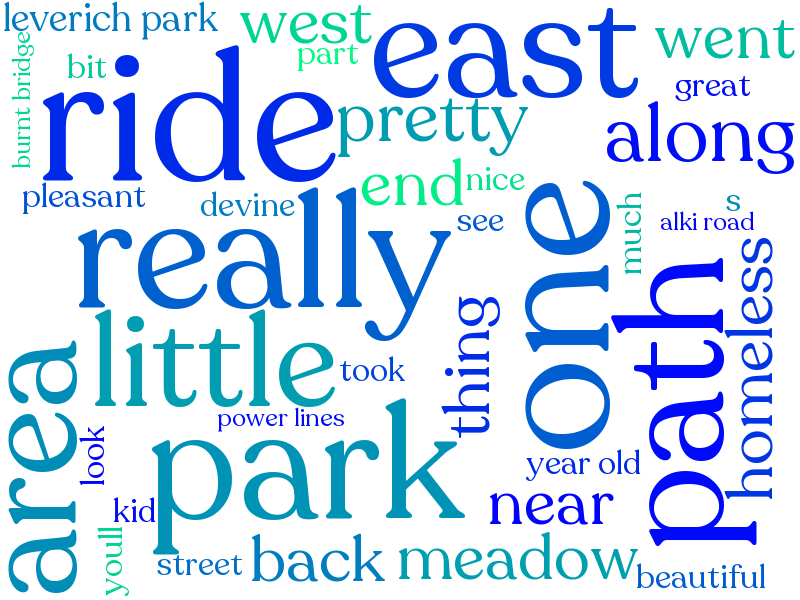 leverich park
west
east
went
part
bit
burnt bridge
ride
great
pretty
along
pleasant
devine
end
nice
see
really
one
much
s
alki road
path
homeless
area
little
thing
took
power lines
look
park
year old
kid
near
youll
street
back
meadow
beautiful